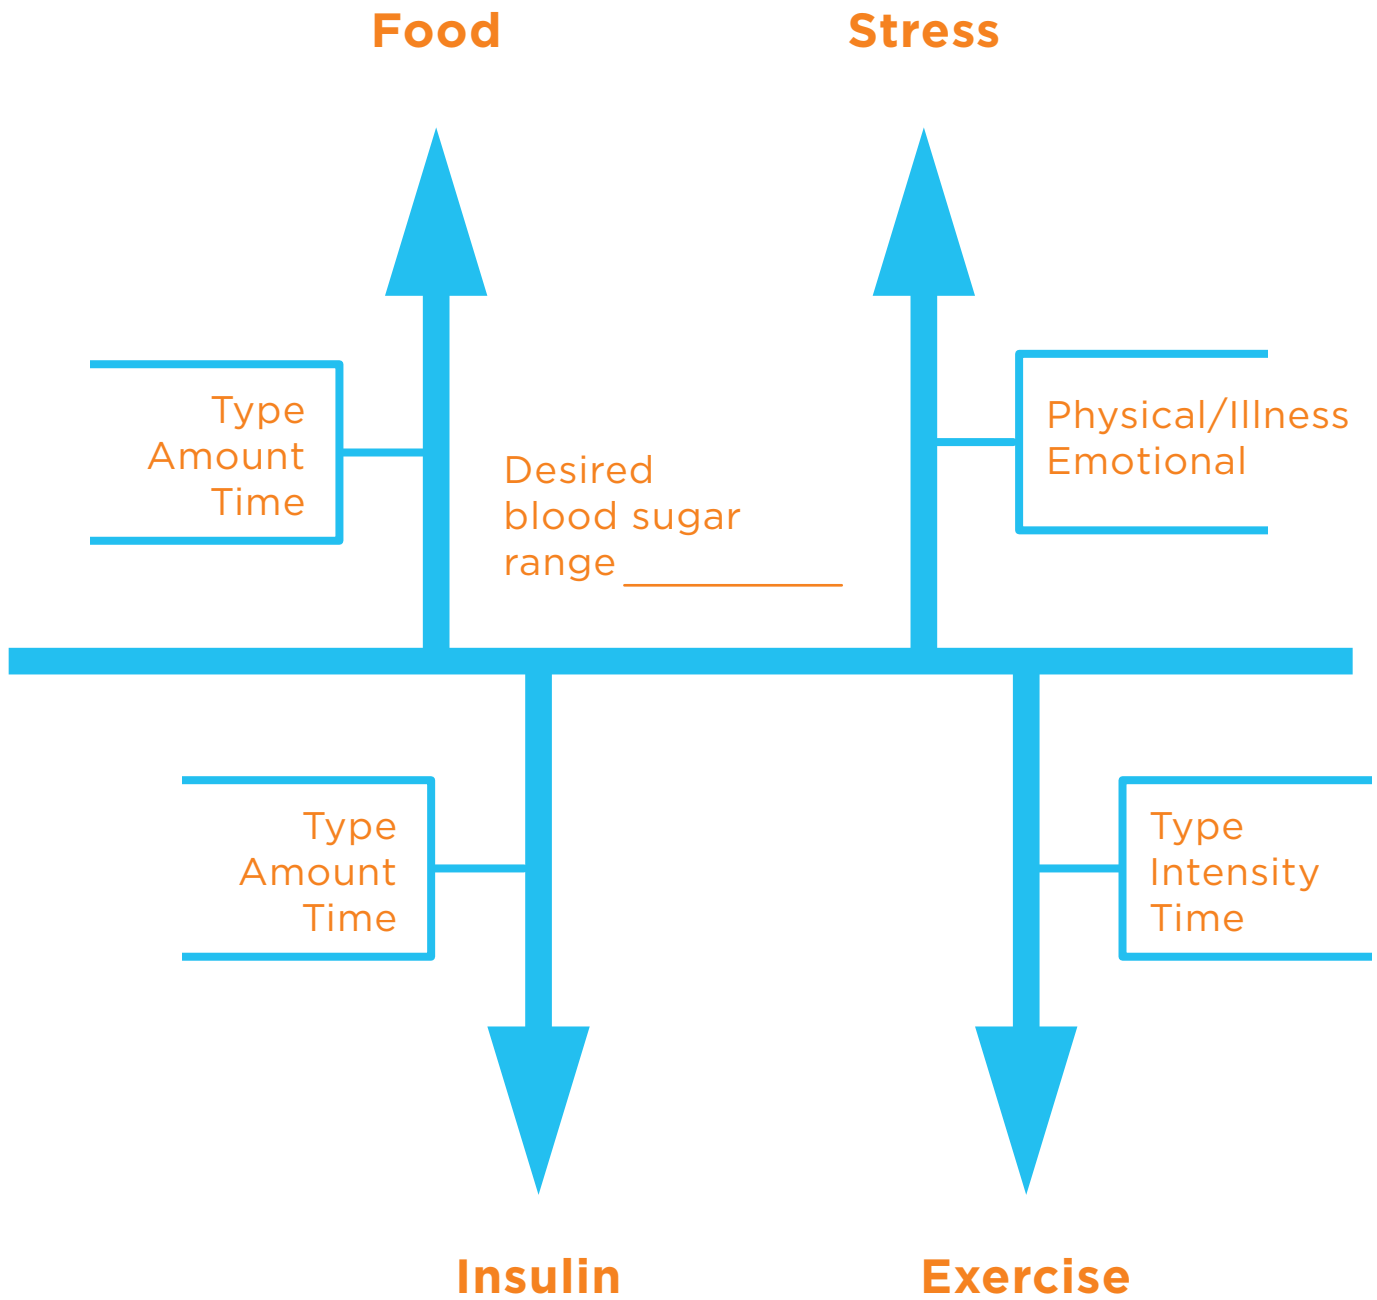 Food
Stress
Type
Amount
Time
Desired
blood sugar
range
Physical/Illness
Emotional
Type
Amount
Time
Type
Intensity
Time
Insulin
Exercise